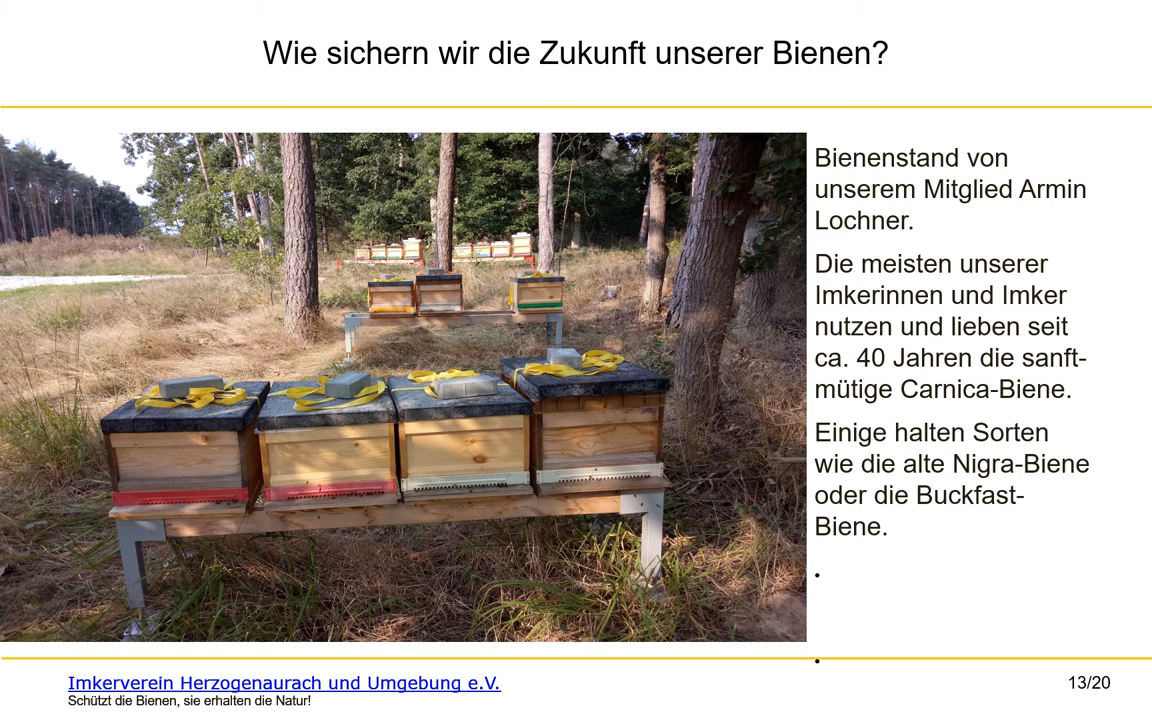 Wie sichern wir die Zukunft unserer Bienen?
Bienenstand von
unserem Mitglied Armin
Lochner.
Die meisten unserer
Imkerinnen und Imker
nutzen und lieben seit
ca. 40 Jahren die sanft-
mütige Carnica-Biene.
Einige halten Sorten
wie die alte Nigra-Biene
oder die Buckfast-
Biene.
Imkerverein Herzogenaurach und Umgebung e.V.
Schützt die Bienen, sie erhalten die Natur!
13/20